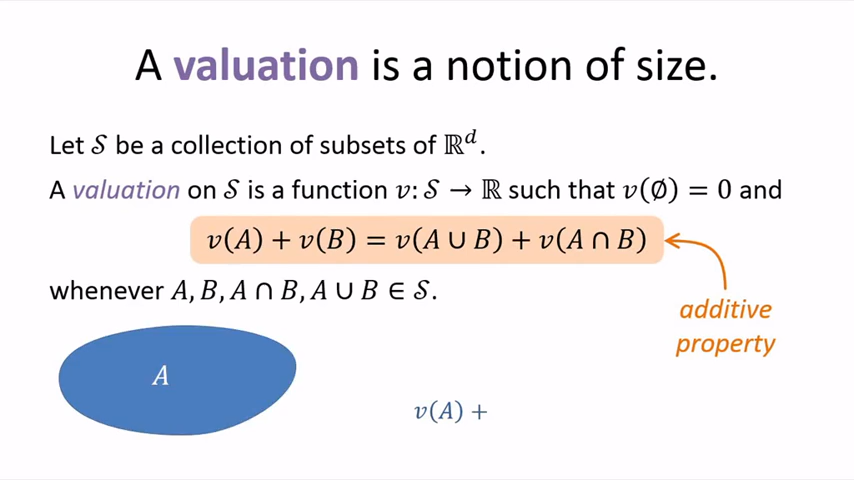 A valuation is a notion of size.
Let 𝒮 be a collection of subsets of ℝᵈ.
A valuation on 𝒮 is a function 𝑣: 𝒮 → ℝ such that 𝑣(∅) = 0 and
𝑣(𝐴) + 𝑣(𝐵) = 𝑣(𝐴 ∪ 𝐵) + 𝑣(𝐴 ∩ 𝐵)
whenever 𝐴, 𝐵, 𝐴 ∩ 𝐵, 𝐴 ∪ 𝐵 ∈ 𝒮.
additive
property
𝐴
𝑣(𝐴) +